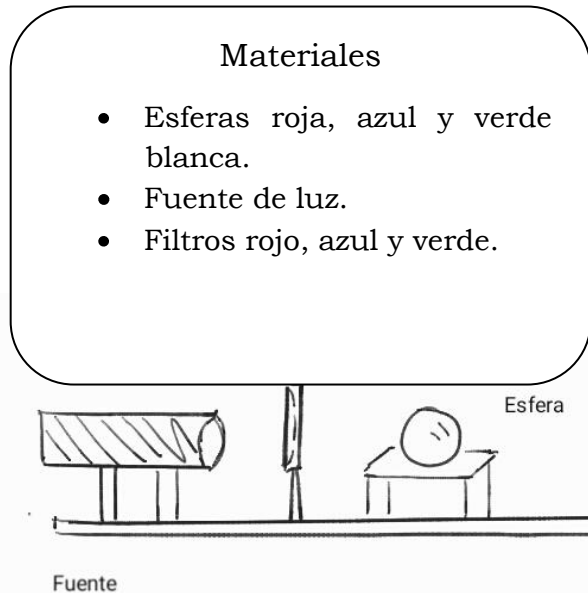 Materiales
• Esferas roja, azul y verde
blanca.
• Fuente de luz.
• Filtros rojo, azul y verde.
Esfera
Fuente